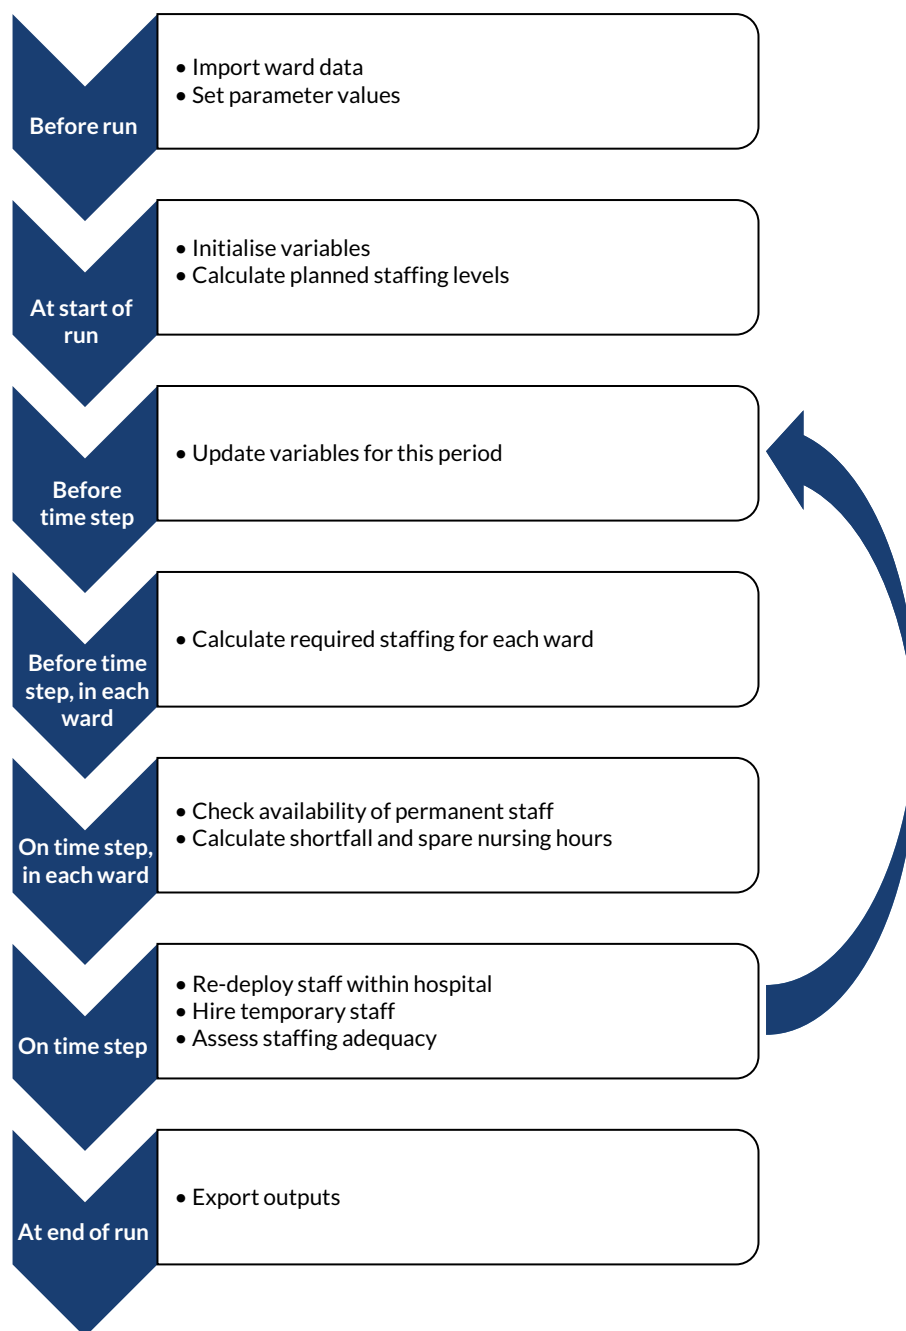 Before run
• Import ward data
• Set parameter values
At start of
run
• Initialise variables
• Calculate planned staffing levels
Before
time step
• Update variables for this period
Before time
step, in each
ward
• Calculate required staffing for each ward
On time step,
in each ward
• Check availability of permanent staff
• Calculate shortfall and spare nursing hours
On time step
• Re-deploy staff within hospital
• Hire temporary staff
• Assess staffing adequacy
At end of run
• Export outputs